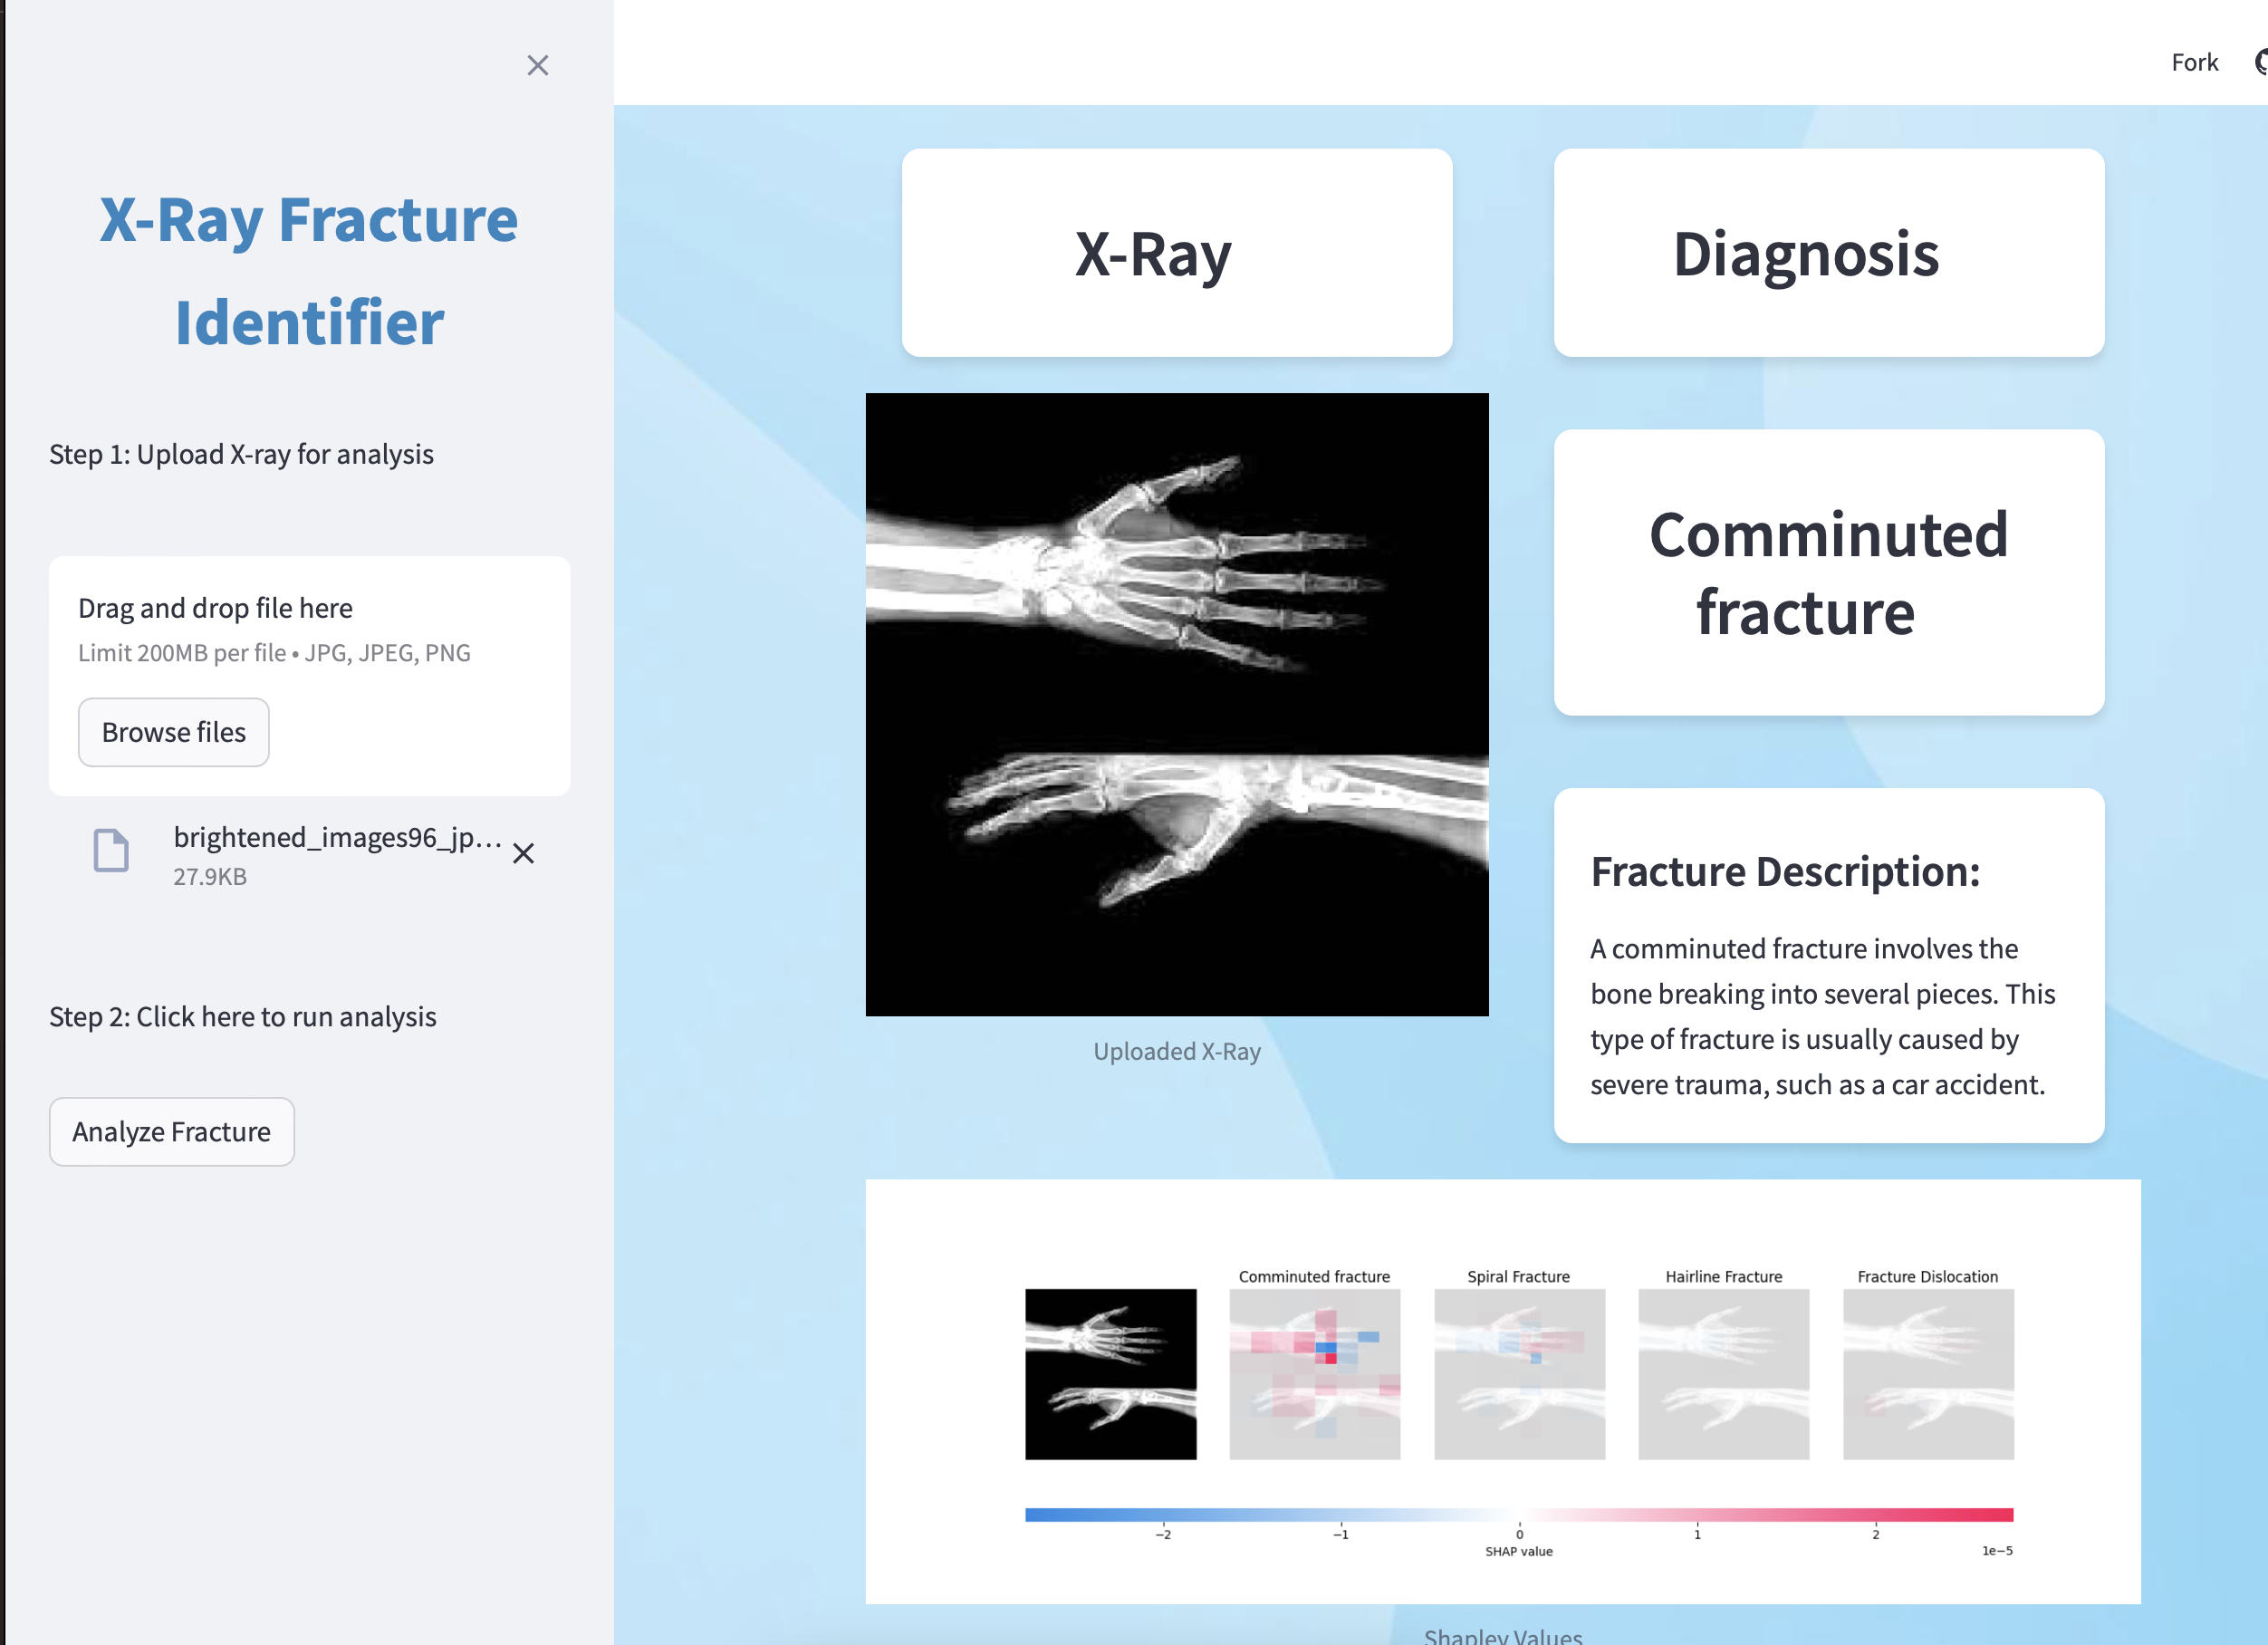 Fork
X-Ray Fracture
Identifier
Step 1: Upload X-ray for analysis
Drag and drop file here
Limit 200MB per file • JPG, JPEG, PNG
Browse files
brightened_images96_jp...
27.9KB
Step 2: Click here to run analysis
Analyze Fracture
X-Ray
Uploaded X-Ray
Diagnosis
Comminuted
fracture
Fracture Description:
A comminuted fracture involves the
bone breaking into several pieces. This
type of fracture is usually caused by
severe trauma, such as a car accident.
Comminuted fracture
Spiral Fracture
Hairline Fracture
Fracture Dislocation
−2
−1
0
1
2
SHAP value
1e−5
Shapley Values